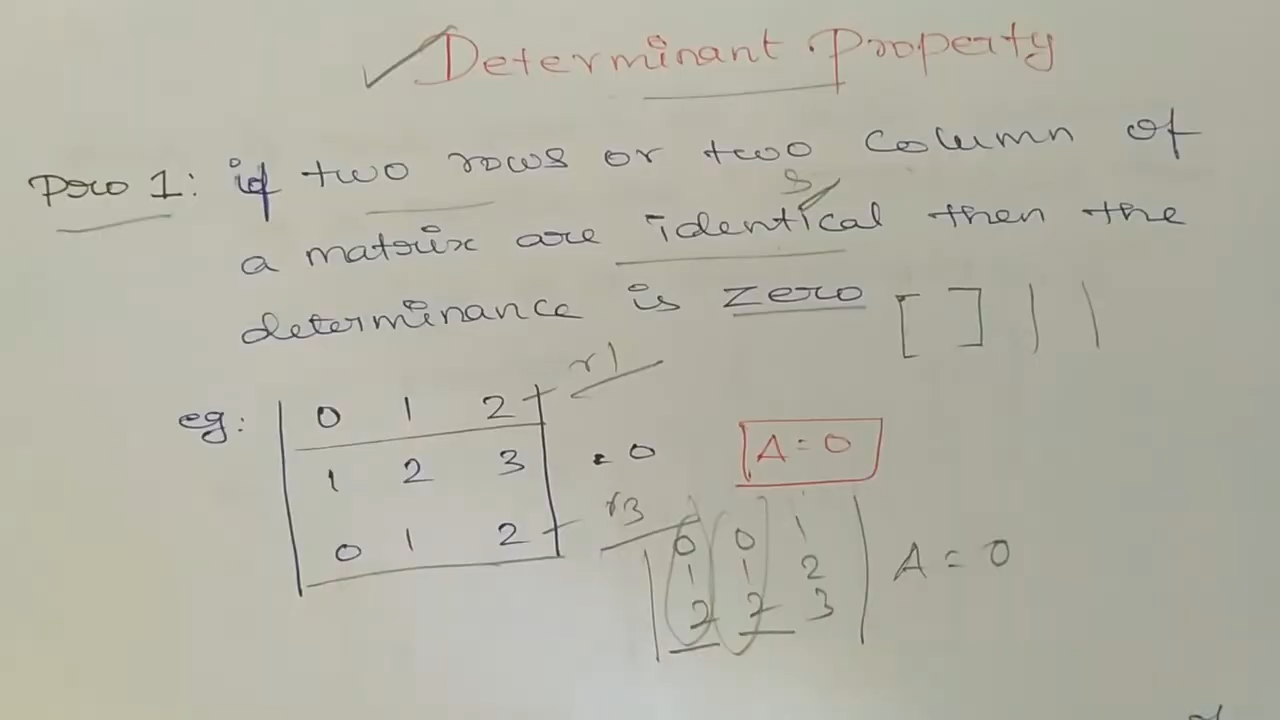 Determinant Property
Pro 1: if two rows or two columns of
a matrix are identical then the
determinance is zero [ ] | |
r1
eg: | 0 1 2 |
| 1 2 3 | = 0 A = 0
| 0 1 2 | r3
| 0 0 1 |
| 1 1 2 | A = 0
| 2 2 3 |